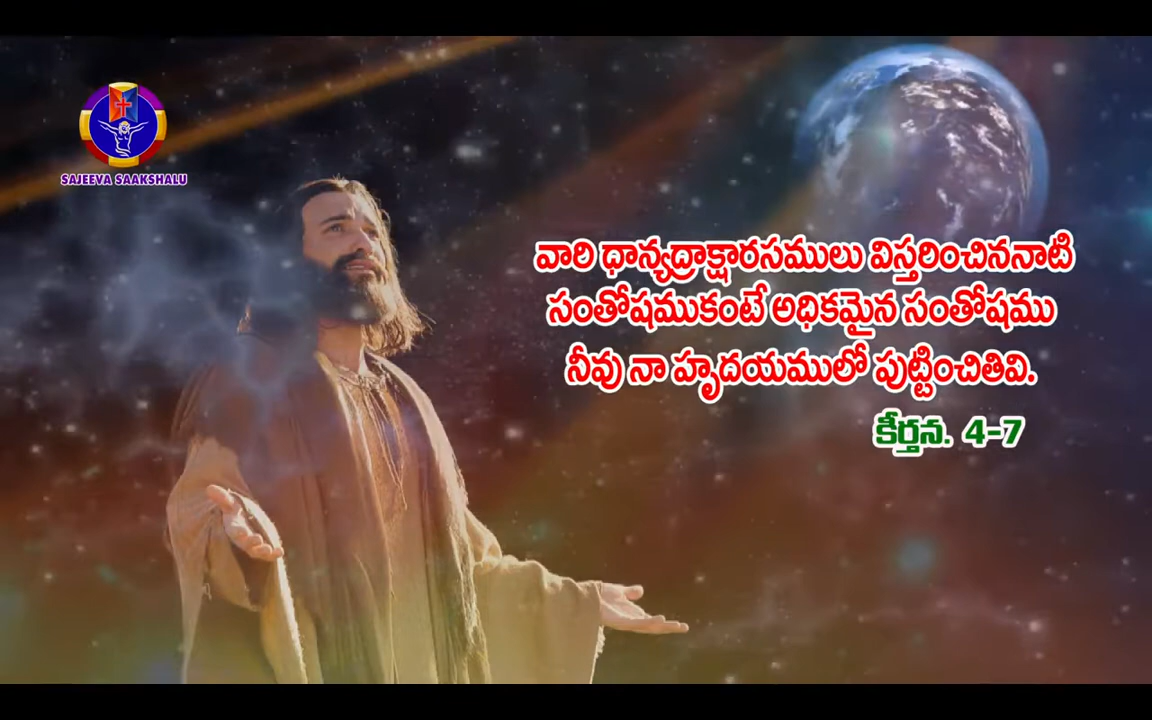 SAJEEVA SAAKSHALU
వారి ధాన్యద్రాక్షారసములు విస్తరించిననాటి
సంతోషముకంటే అధికమైన సంతోషము
నీవు నా హృదయములో పుట్టించితివి.
కీర్తన. 4-7